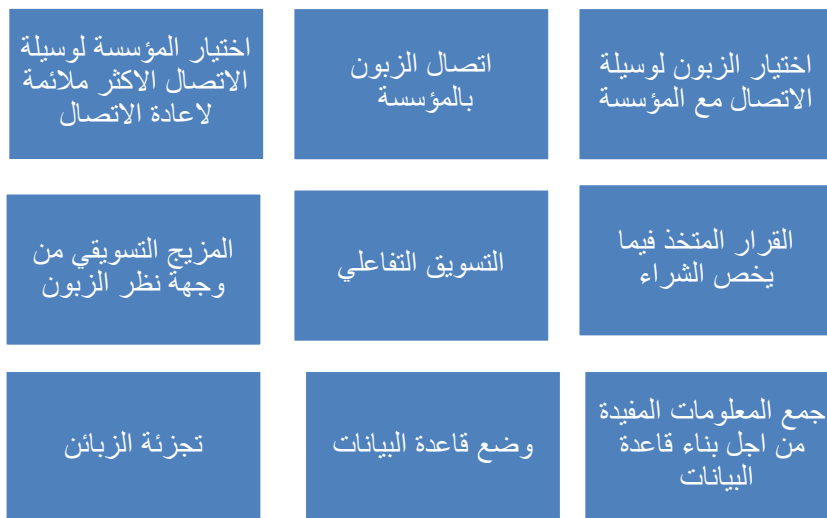 اختيار الزبون لوسيلة
الاتصال مع المؤسسة
اتصال الزبون
بالمؤسسة
اختيار المؤسسة لوسيلة
الاتصال الاكثر ملائمة
لاعادة الاتصال
القرار المتخذ فيما
يخص الشراء
التسويق التفاعلي
المزيج التسويقي من
وجهة نظر الزبون
جمع المعلومات المفيدة
من اجل بناء قاعدة
البيانات
وضع قاعدة البيانات
تجزئة الزبائن